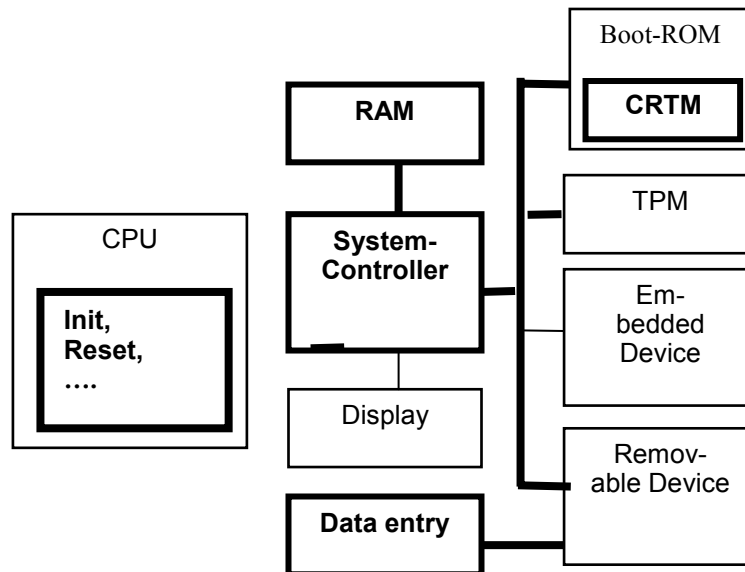 Boot-ROM
CRTM
RAM
TPM
CPU
System-
Controller
Init,
Reset,
....
Em-
bedded
Device
Display
Remov-
able Device
Data entry